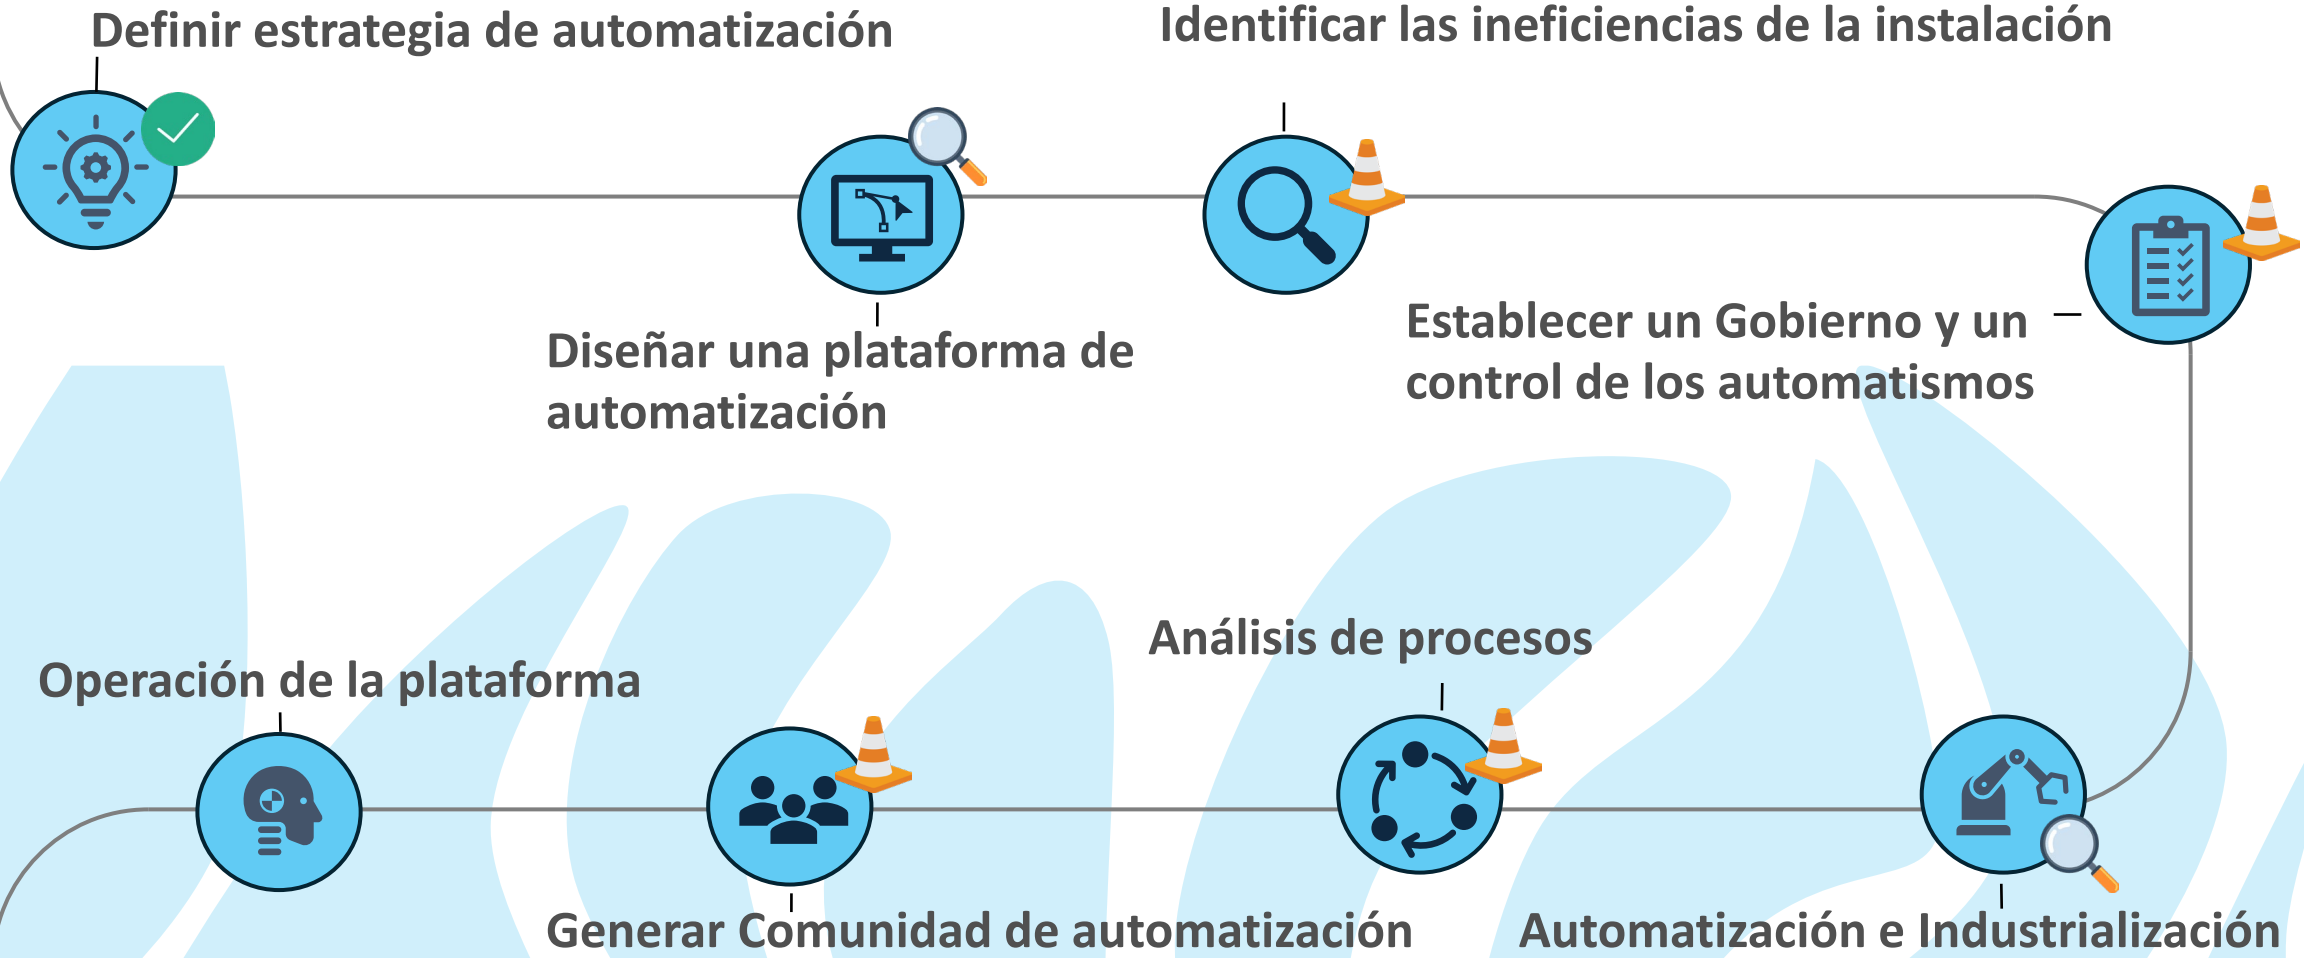 Definir estrategia de automatización
Identificar las ineficiencias de la instalación
Diseñar una plataforma de
automatización
Establecer un Gobierno y un
control de los automatismos
Análisis de procesos
Operación de la plataforma
Generar Comunidad de automatización
Automatización e Industrialización